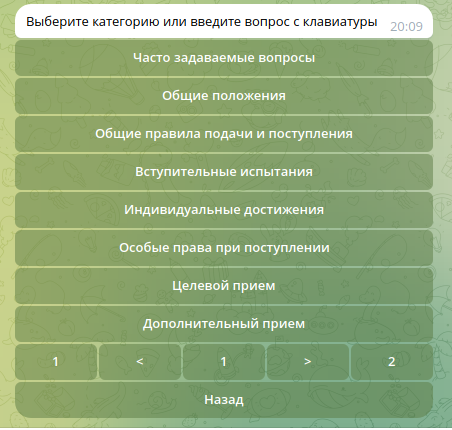 Выберите категорию или введите вопрос с клавиатуры 20:09
Часто задаваемые вопросы
Общие положения
Общие правила подачи и поступления
Вступительные испытания
Индивидуальные достижения
Особые права при поступлении
Целевой прием
Дополнительный прием
1 < 1 > 2
Назад